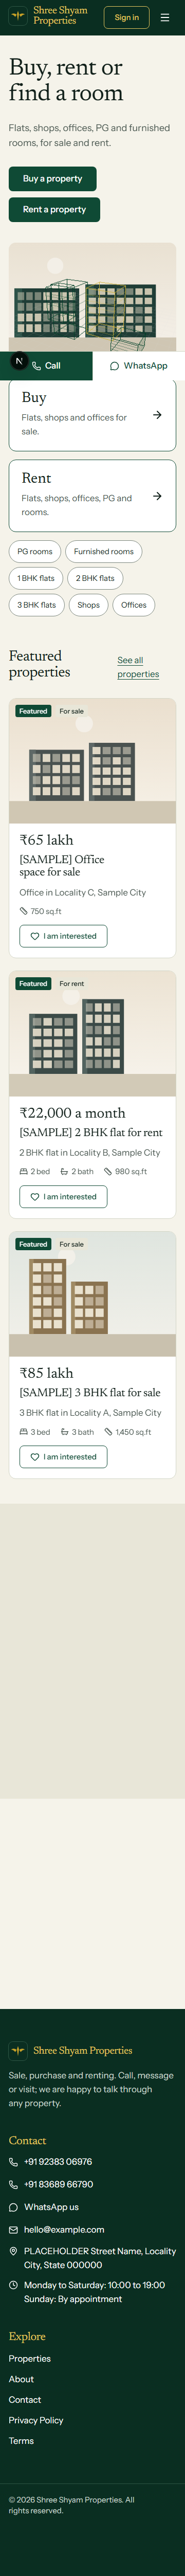 Shree Shyam
Properties
Sign in
Buy, rent or
find a room
Flats, shops, offices, PG and furnished
rooms, for sale and rent.
Buy a property
Rent a property
N
Call
WhatsApp
Buy
Flats, shops and offices for
sale.
Rent
Flats, shops, offices, PG and
rooms.
PG rooms
Furnished rooms
1 BHK flats
2 BHK flats
3 BHK flats
Shops
Offices
Featured
properties
See all
properties
Featured
For sale
₹65 lakh
[SAMPLE] Office
space for sale
Office in Locality C, Sample City
750 sq.ft
I am interested
Featured
For rent
₹22,000 a month
[SAMPLE] 2 BHK flat for rent
2 BHK flat in Locality B, Sample City
2 bed
2 bath
980 sq.ft
I am interested
Featured
For sale
₹85 lakh
[SAMPLE] 3 BHK flat for sale
3 BHK flat in Locality A, Sample City
3 bed
3 bath
1,450 sq.ft
I am interested
Shree Shyam Properties
Sale, purchase and renting. Call, message
or visit; we are happy to talk through
any property.
Contact
+91 92383 06976
+91 83689 66790
WhatsApp us
hello@example.com
PLACEHOLDER Street Name, Locality
City, State 000000
Monday to Saturday: 10:00 to 19:00
Sunday: By appointment
Explore
Properties
About
Contact
Privacy Policy
Terms
© 2026 Shree Shyam Properties. All
rights reserved.